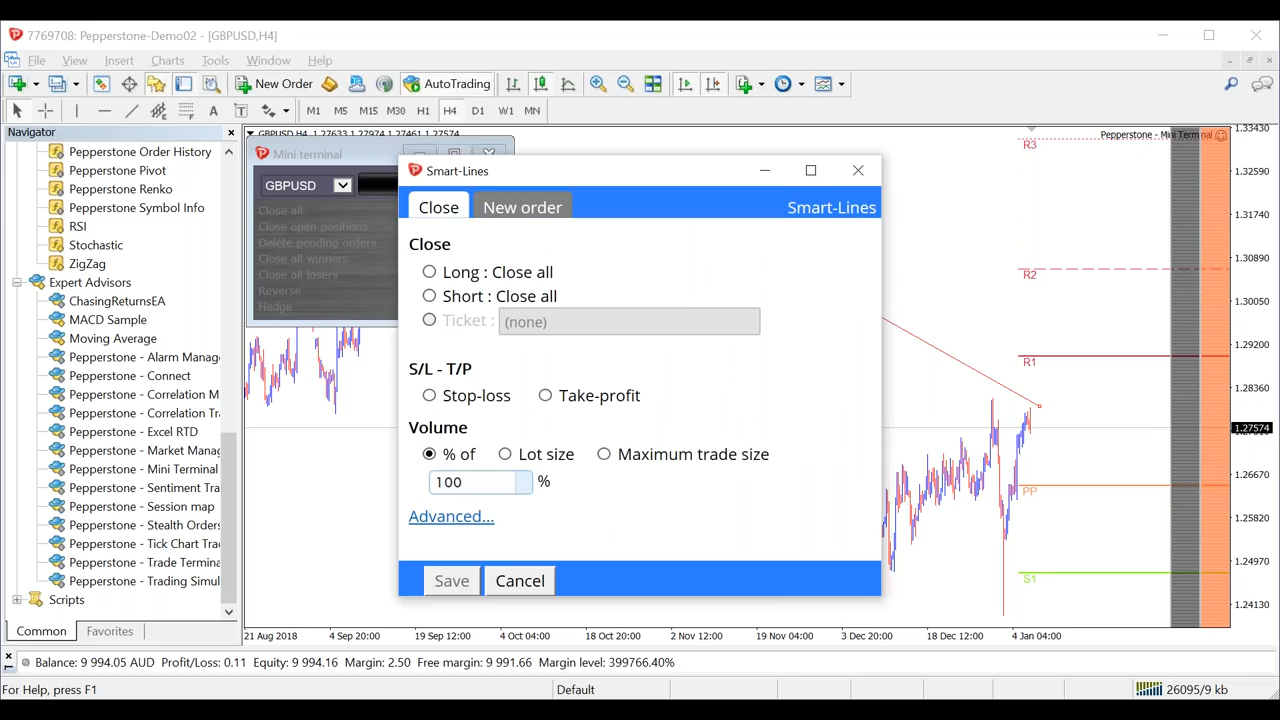 7769708: Pepperstone-Demo02 - [GBPUSD,H4]
File View Insert Charts Tools Window Help
New Order AutoTrading
M1 M5 M15 M30 H1 H4 D1 W1 MN
Navigator
Pepperstone Order History
Pepperstone Pivot
Pepperstone Renko
Pepperstone Symbol Info
RSI
Stochastic
ZigZag
Expert Advisors
ChasingReturnsEA
MACD Sample
Moving Average
Pepperstone - Alarm Manage
Pepperstone - Connect
Pepperstone - Correlation M
Pepperstone - Correlation Tra
Pepperstone - Excel RTD
Pepperstone - Market Manag
Pepperstone - Mini Terminal
Pepperstone - Sentiment Tra
Pepperstone - Session map
Pepperstone - Stealth Orders
Pepperstone - Tick Chart Trac
Pepperstone - Trade Termina
Pepperstone - Trading Simul
Scripts
Common Favorites
GBPUSD,H4 1.27633 1.27974 1.27461 1.27574
Mini terminal
GBPUSD
Close all
Close open positions
Delete pending orders
Close all winners
Close all losers
Reverse
Hedge
Smart-Lines
Close New order Smart-Lines
Close
Long : Close all
Short : Close all
Ticket : (none)
S/L - T/P
Stop-loss Take-profit
Volume
% of Lot size Maximum trade size
100 %
Advanced...
Save Cancel
Pepperstone - Mini Terminal
R3
R2
R1
PP
S1
1.33430
1.32590
1.31740
1.30890
1.30050
1.29200
1.28360
1.27574
1.26670
1.25820
1.24970
1.24130
21 Aug 2018 4 Sep 20:00 19 Sep 12:00 4 Oct 04:00 18 Oct 20:00 2 Nov 12:00 19 Nov 04:00 3 Dec 20:00 18 Dec 12:00 4 Jan 04:00
Balance: 9 994.05 AUD Profit/Loss: 0.11 Equity: 9 994.16 Margin: 2.50 Free margin: 9 991.66 Margin level: 399766.40%
For Help, press F1 Default 26095/9 kb